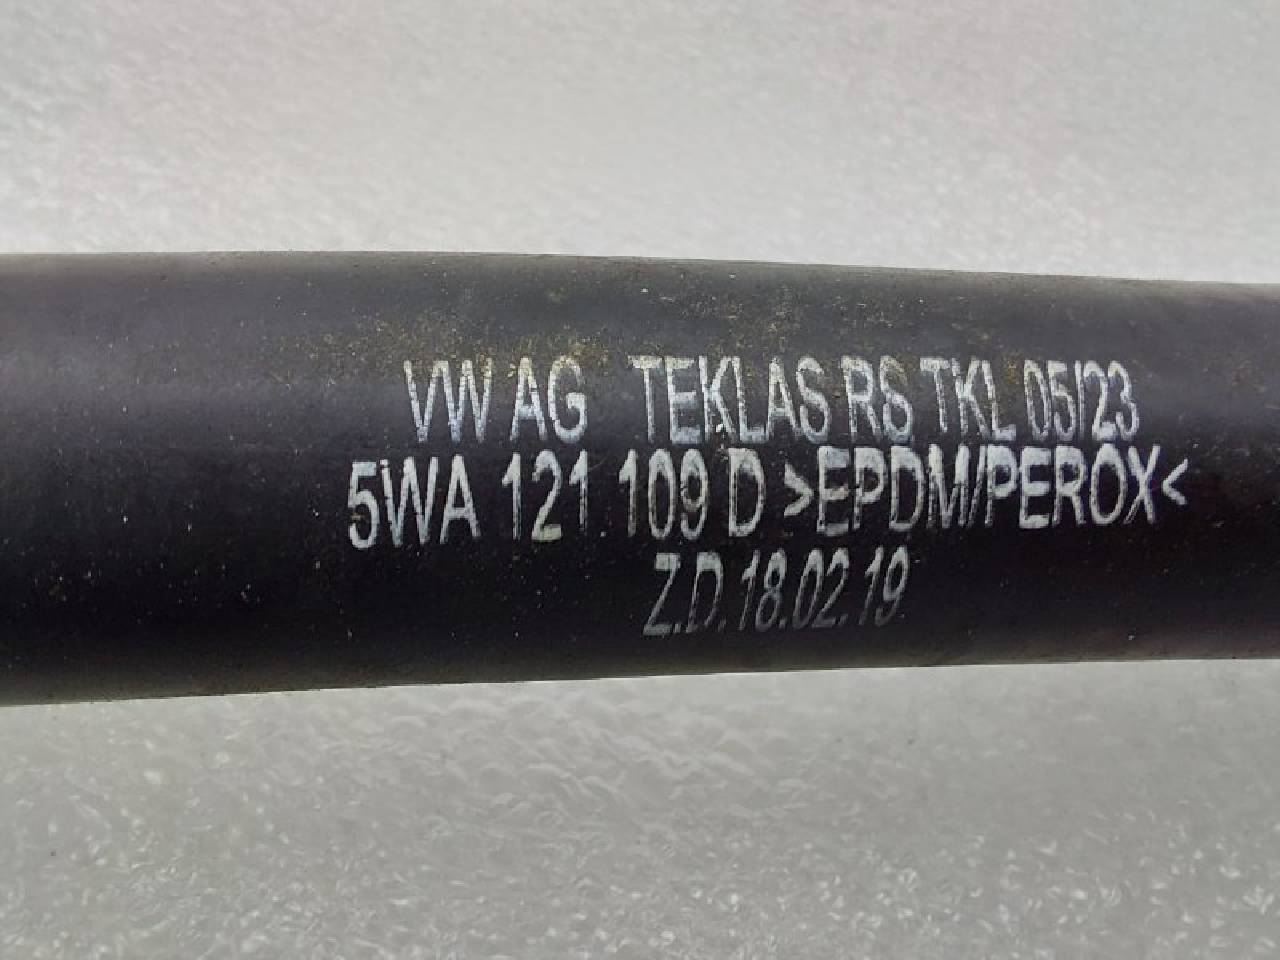 VW AG TEKLAS RS TKL 05/23
5WA 121 109 D >EPDM/PEROX<
Z.D.18.02.19